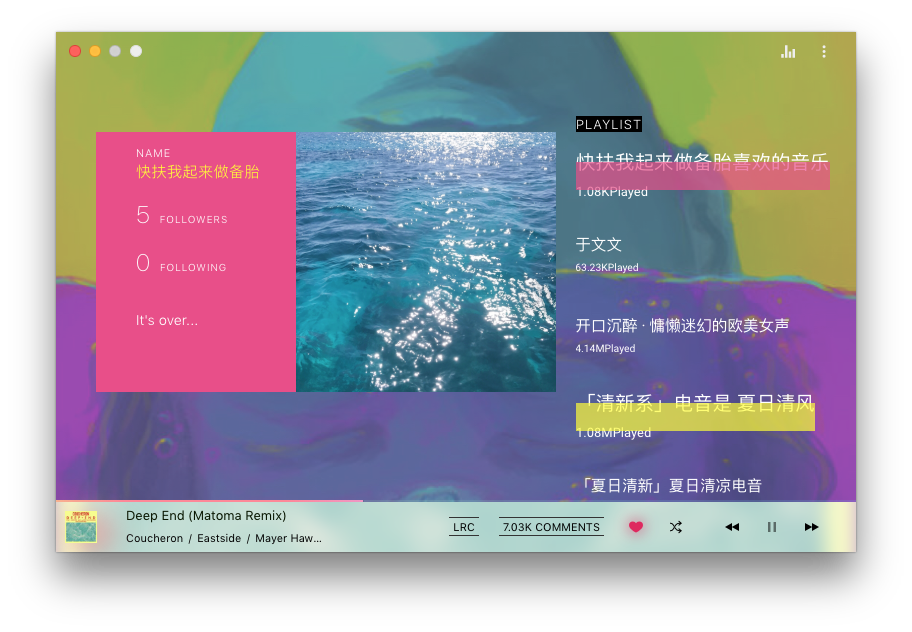 PLAYLIST
NAME
快扶我起来做备胎
5 FOLLOWERS
0 FOLLOWING
It's over...
快扶我起来做备胎喜欢的音乐
1.08KPlayed
于文文
63.23KPlayed
开口沉醉 · 慵懒迷幻的欧美女声
4.14MPlayed
「清新系」电音是 夏日清风
1.08MPlayed
「夏日清新」夏日清凉电音
Deep End (Matoma Remix)
Coucheron / Eastside / Mayer Haw...
LRC
7.03K COMMENTS